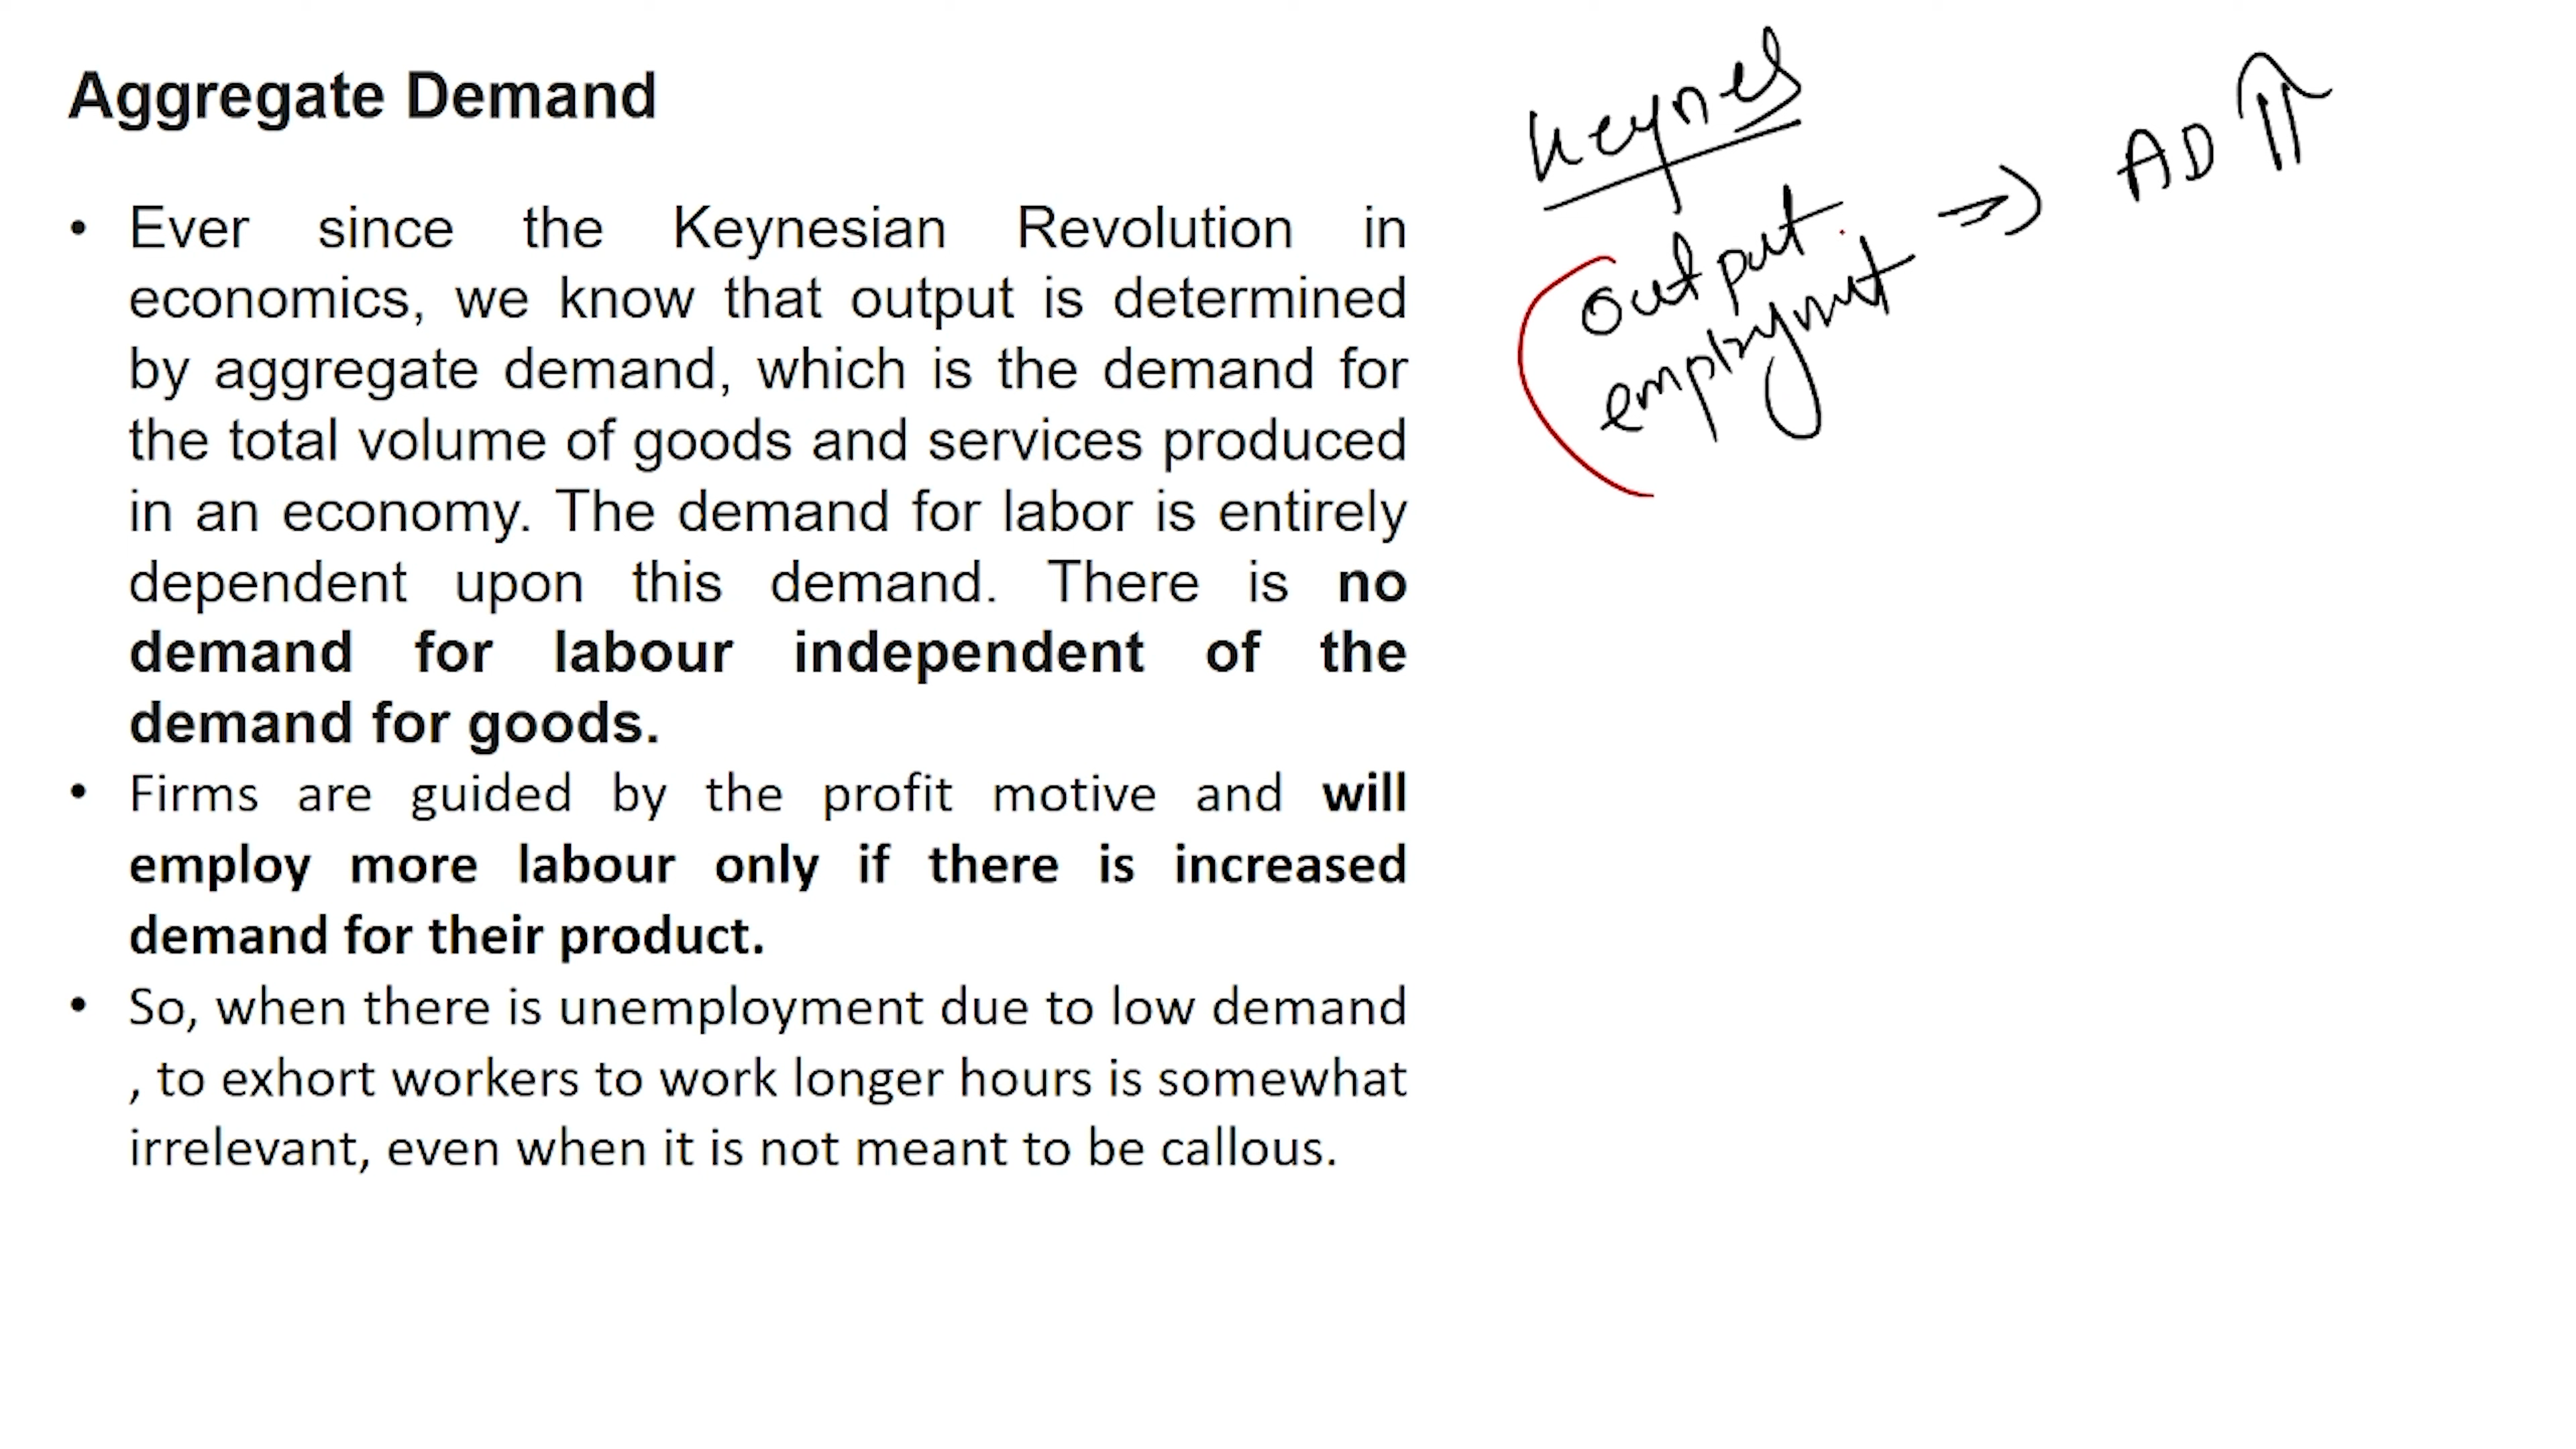 Aggregate Demand
• Ever since the Keynesian Revolution in
economics, we know that output is determined
by aggregate demand, which is the demand for
the total volume of goods and services produced
in an economy. The demand for labor is entirely
dependent upon this demand. There is no
demand for labour independent of the
demand for goods.
• Firms are guided by the profit motive and will
employ more labour only if there is increased
demand for their product.
• So, when there is unemployment due to low demand
, to exhort workers to work longer hours is somewhat
irrelevant, even when it is not meant to be callous.
Keynes
output ⇒ AD ⇑
employmnt